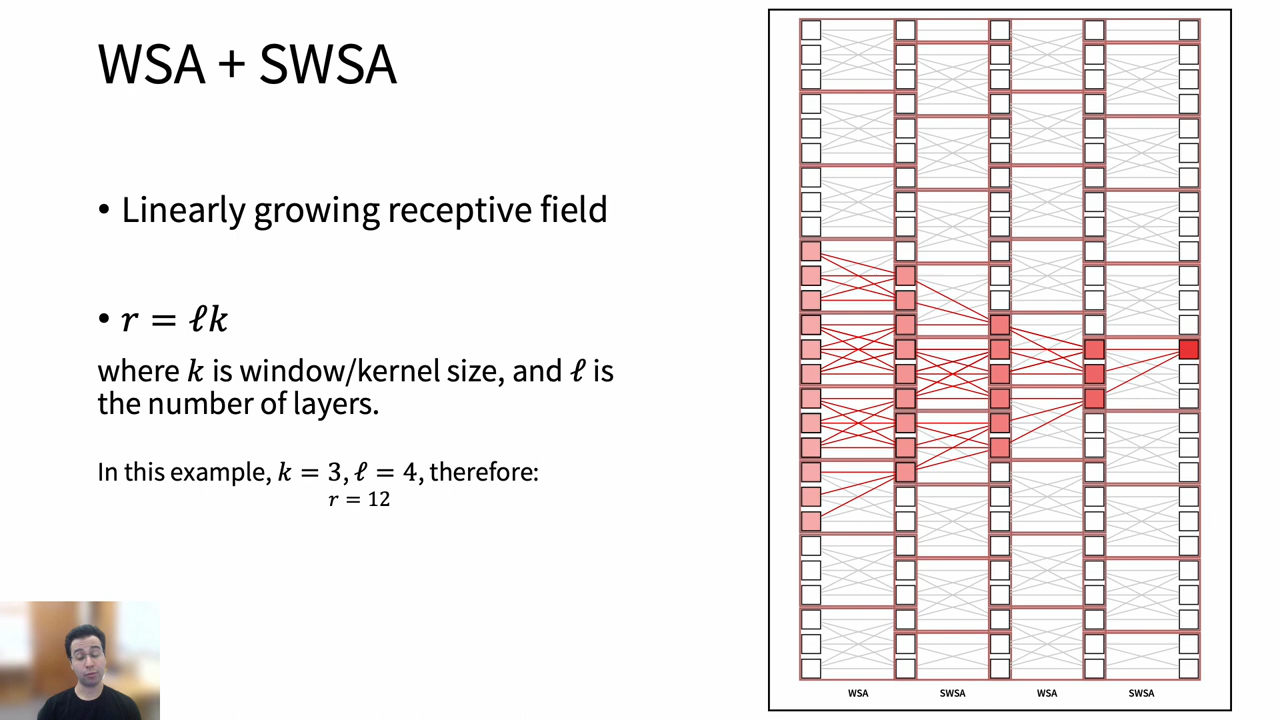 WSA + SWSA
• Linearly growing receptive field
• r = ℓk
where k is window/kernel size, and ℓ is
the number of layers.
In this example, k = 3, ℓ = 4, therefore:
r = 12
WSA SWSA WSA SWSA